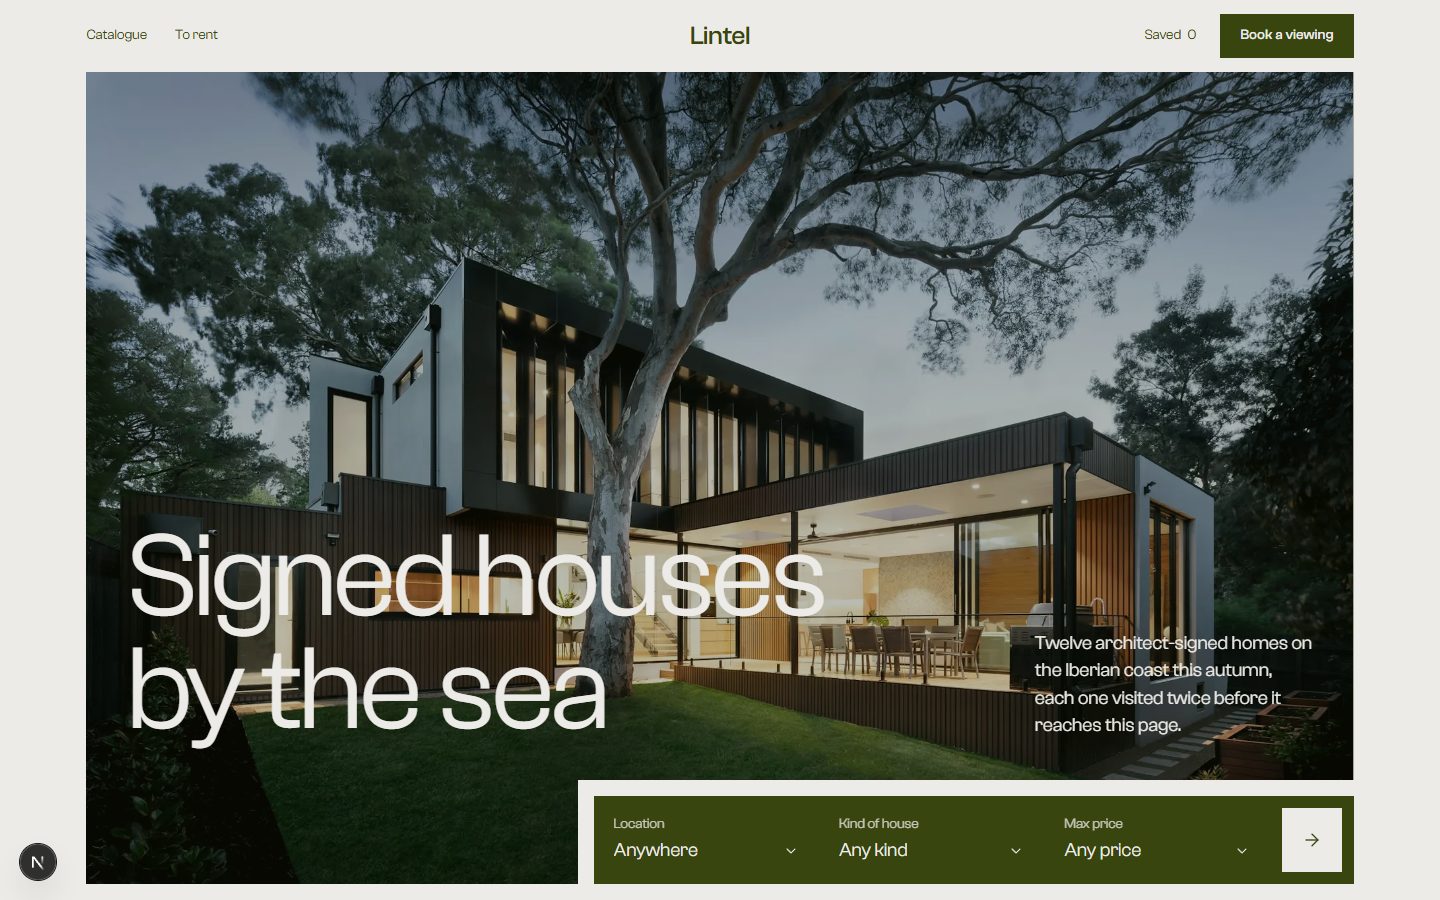 Catalogue
To rent
Lintel
Saved 0
Book a viewing
Signed houses
by the sea
Twelve architect-signed homes on
the Iberian coast this autumn,
each one visited twice before it
reaches this page.
Location
Anywhere
Kind of house
Any kind
Max price
Any price
N